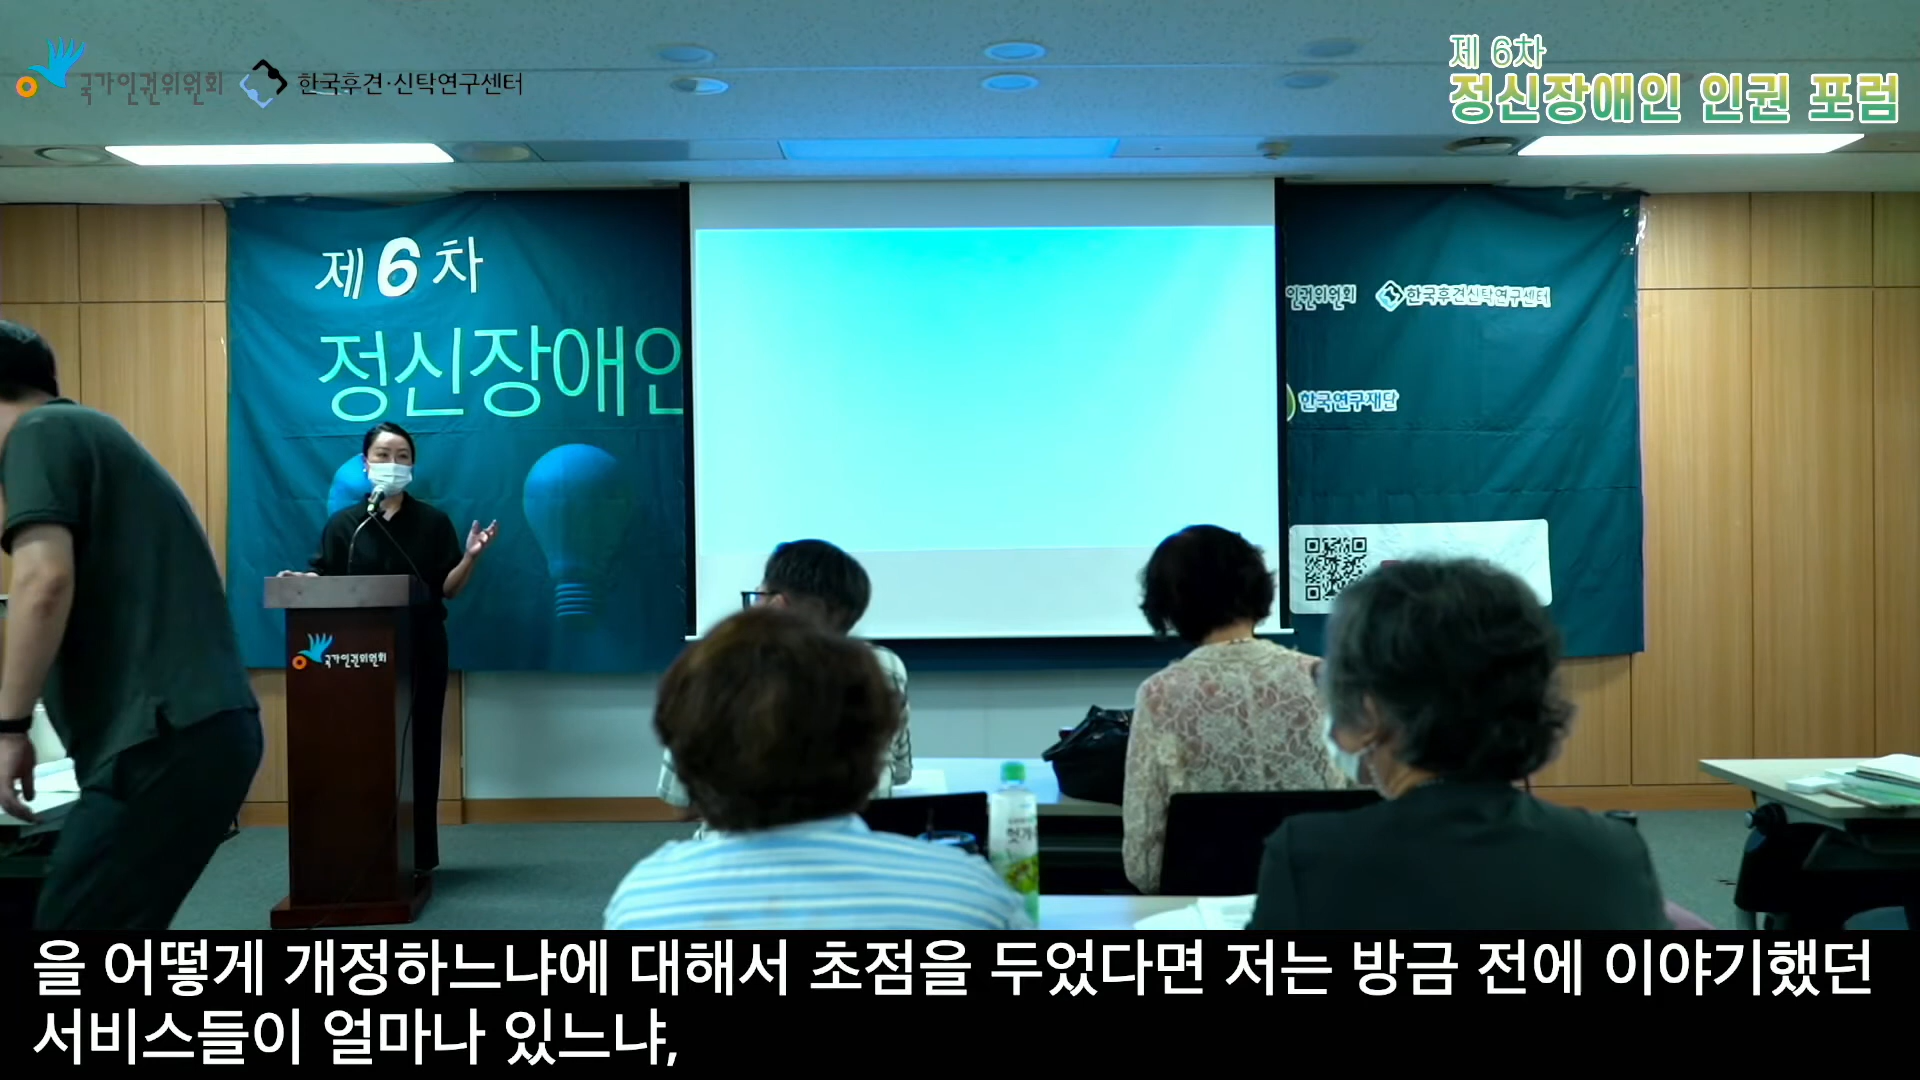 국가인권위원회
한국후견·신탁연구센터
제 6차
정신장애인 인권 포럼
제6차
정신장애인
인권위원회
한국후견신탁연구센터
한국연구재단
국가인권위원회
을 어떻게 개정하느냐에 대해서 초점을 두었다면 저는 방금 전에 이야기했던
서비스들이 얼마나 있느냐,